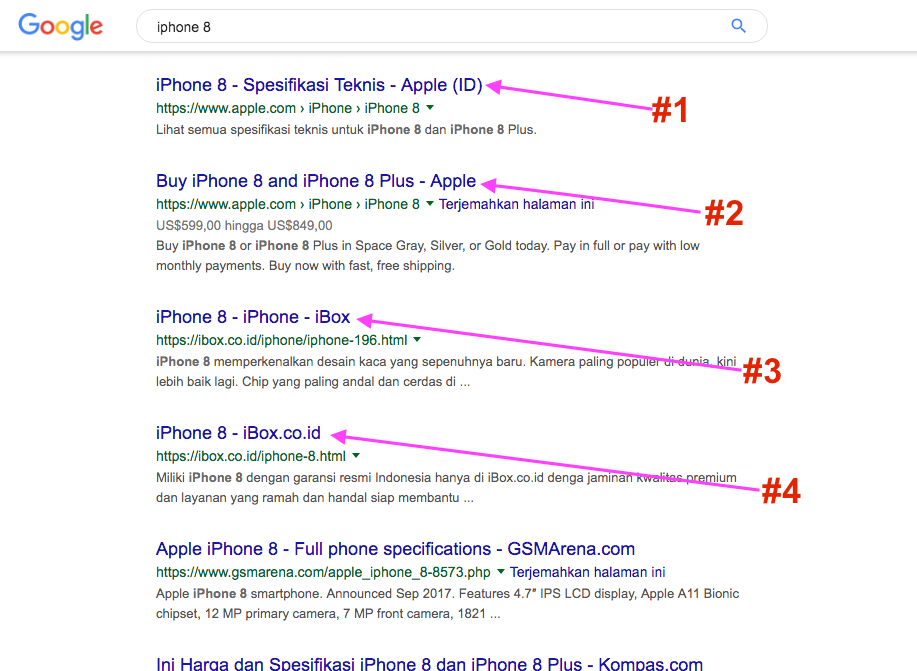 Google
iphone 8
iPhone 8 - Spesifikasi Teknis - Apple (ID)
https://www.apple.com › iPhone › iPhone 8
#1
Lihat semua spesifikasi teknis untuk iPhone 8 dan iPhone 8 Plus.
Buy iPhone 8 and iPhone 8 Plus - Apple
https://www.apple.com › iPhone › iPhone 8 Terjemahkan halaman ini
#2
US$599,00 hingga US$849,00
Buy iPhone 8 or iPhone 8 Plus in Space Gray, Silver, or Gold today. Pay in full or pay with low
monthly payments. Buy now with fast, free shipping.
iPhone 8 - iPhone - iBox
https://ibox.co.id/iphone/iphone-196.html
iPhone 8 memperkenalkan desain kaca yang sepenuhnya baru. Kamera paling populer di dunia, kini
#3
lebih baik lagi. Chip yang paling andal dan cerdas di ...
iPhone 8 - iBox.co.id
https://ibox.co.id/iphone-8.html
Miliki iPhone 8 dengan garansi resmi Indonesia hanya di iBox.co.id denga jaminan kwalitas premium
#4
dan layanan yang ramah dan handal siap membantu ...
Apple iPhone 8 - Full phone specifications - GSMArena.com
https://www.gsmarena.com/apple_iphone_8-8573.php Terjemahkan halaman ini
Apple iPhone 8 smartphone. Announced Sep 2017. Features 4.7″ IPS LCD display, Apple A11 Bionic
chipset, 12 MP primary camera, 7 MP front camera, 1821 ...
Ini Harga dan Spesifikasi iPhone 8 dan iPhone 8 Plus - Kompas.com